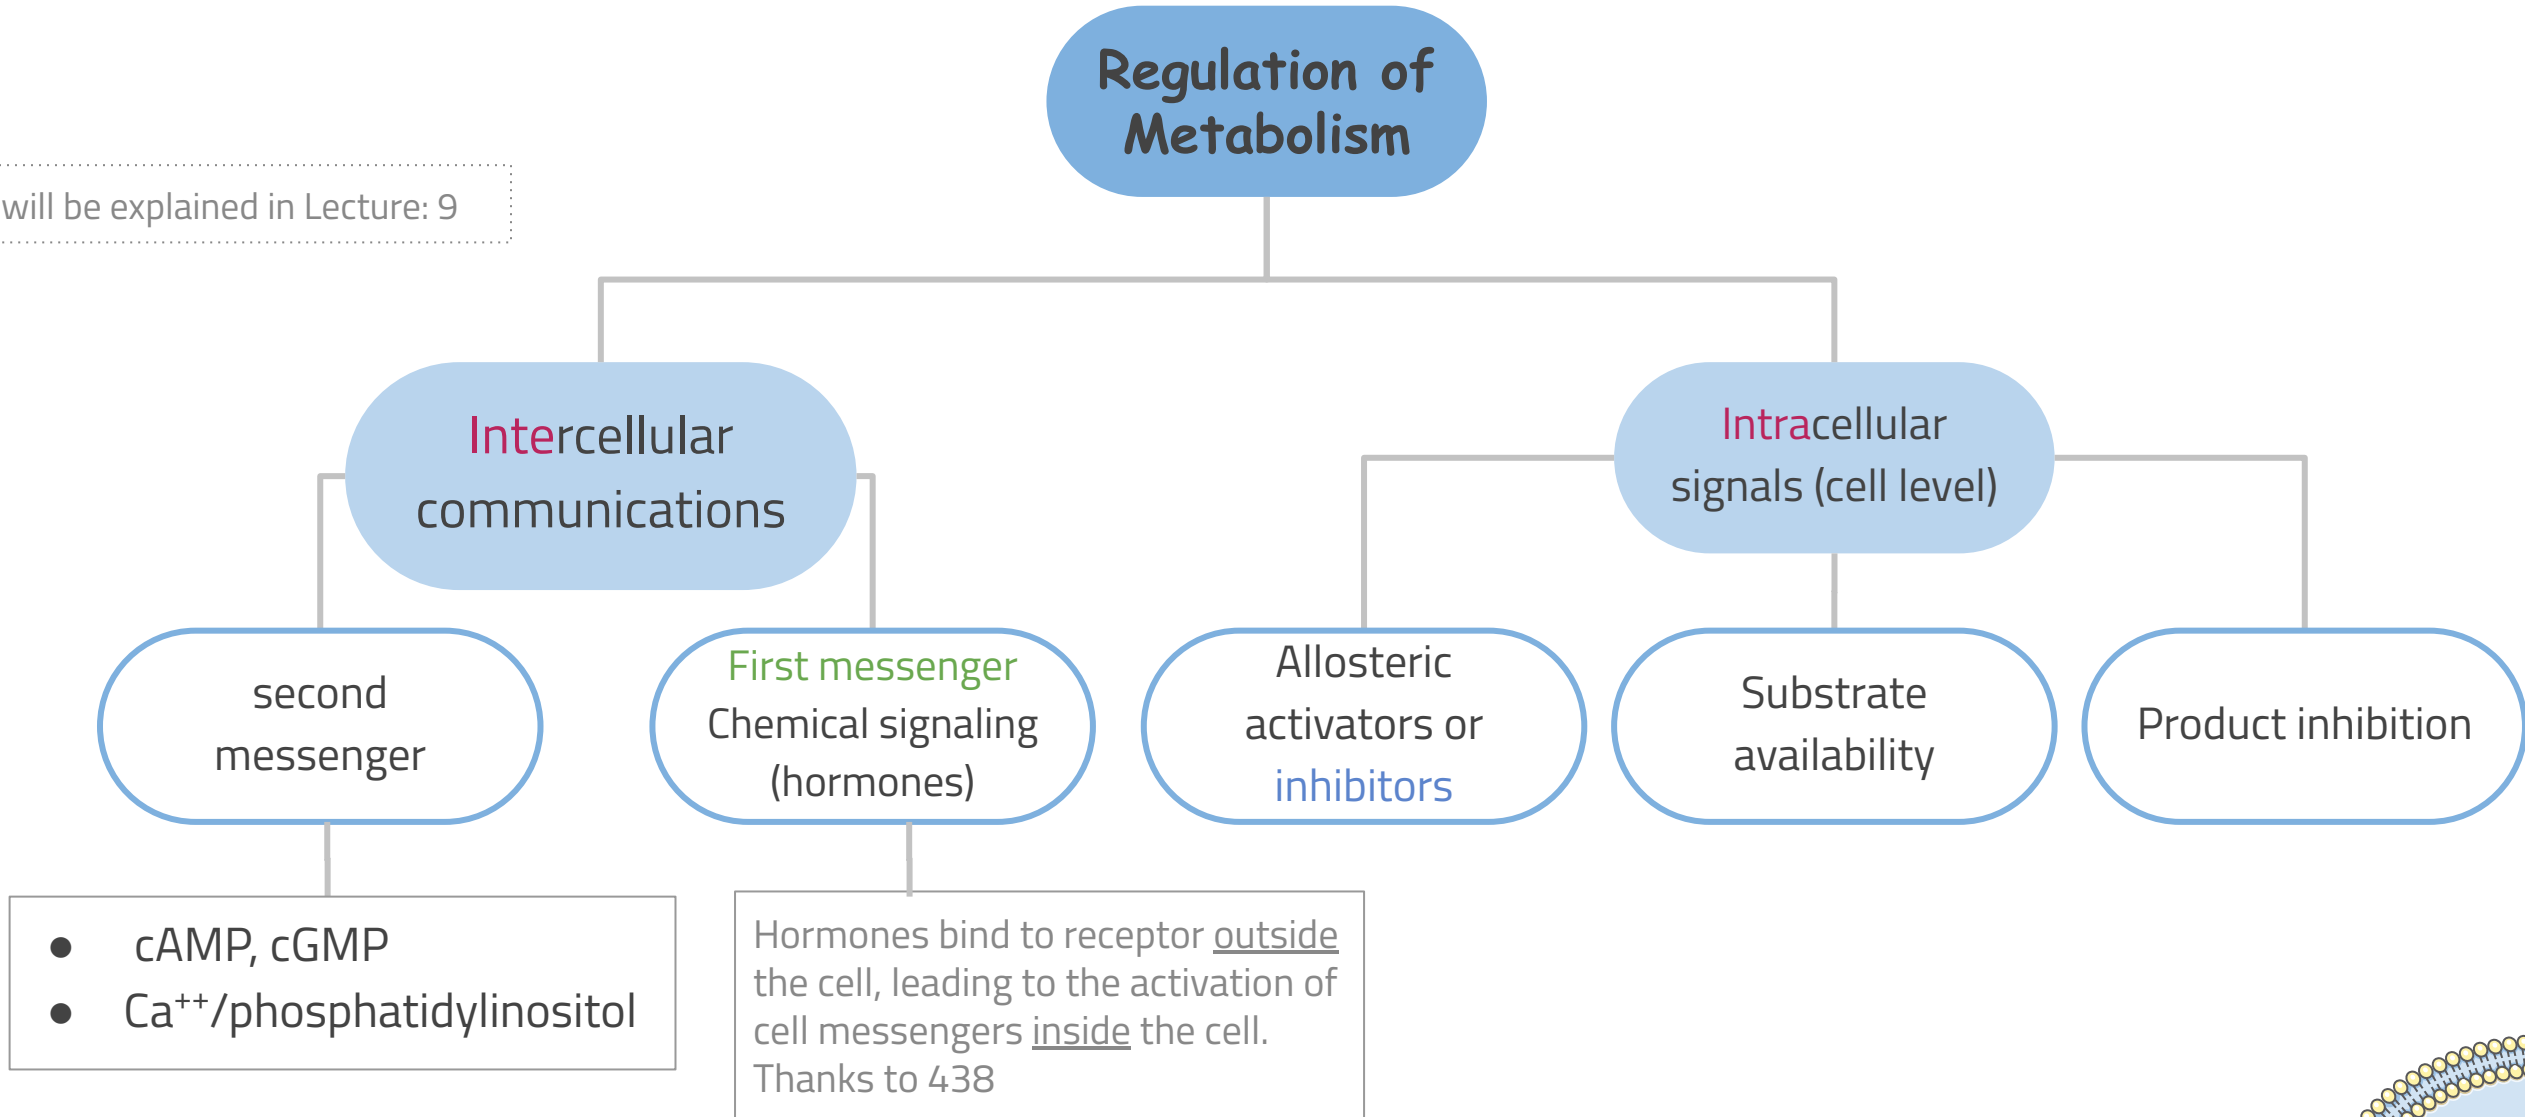 Regulation of
Metabolism
will be explained in Lecture: 9
Intercellular
communications
Intracellular
signals (cell level)
second
messenger
First messenger
Chemical signaling
(hormones)
Allosteric
activators or
inhibitors
Substrate
availability
Product inhibition
● cAMP, cGMP
● Ca⁺⁺/phosphatidylinositol
Hormones bind to receptor outside
the cell, leading to the activation of
cell messengers inside the cell.
Thanks to 438